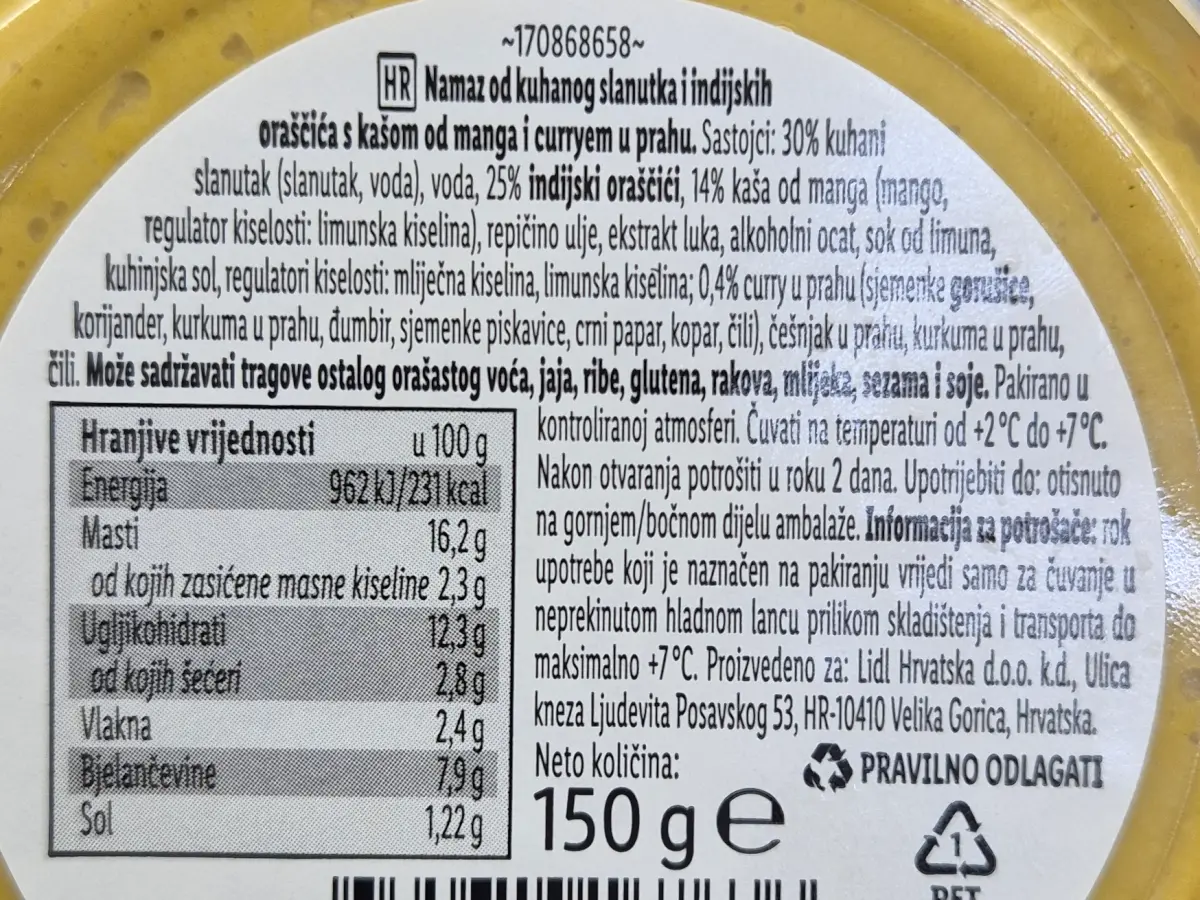 ~170868658~
HR Namaz od kuhanog slanutka i indijskih
oraščića s kašom od manga i curryem u prahu. Sastojci: 30% kuhani
slanutak (slanutak, voda), voda, 25% indijski oraščići, 14% kaša od manga (mango,
regulator kiselosti: limunska kiselina), repičino ulje, ekstrakt luka, alkoholni ocat, sok od limuna,
kuhinjska sol, regulatori kiselosti: mliječna kiselina, limunska kiselina; 0,4% curry u prahu (sjemenke gorušice,
korijander, kurkuma u prahu, đumbir, sjemenke piskavice, crni papar, kopar, čili), češnjak u prahu, kurkuma u prahu,
čili. Može sadržavati tragove ostalog orašastog voća, jaja, ribe, glutena, rakova, mlijeka, sezama i soje. Pakirano u
kontroliranoj atmosferi. Čuvati na temperaturi od +2°C do +7°C.
Nakon otvaranja potrošiti u roku 2 dana. Upotrijebiti do: otisnuto
na gornjem/bočnom dijelu ambalaže. Informacija za potrošače: rok
upotrebe koji je naznačen na pakiranju vrijedi samo za čuvanje u
neprekinutom hladnom lancu prilikom skladištenja i transporta do
maksimalno +7°C. Proizvedeno za: Lidl Hrvatska d.o.o. k.d., Ulica
kneza Ljudevita Posavskog 53, HR-10410 Velika Gorica, Hrvatska.
Neto količina:
150 g e
PRAVILNO ODLAGATI
1
PET
Hranjive vrijednosti u 100 g
Energija 962 kJ/231 kcal
Masti 16,2 g
od kojih zasićene masne kiseline 2,3 g
Ugljikohidrati 12,3 g
od kojih šećeri 2,8 g
Vlakna 2,4 g
Bjelančevine 7,9 g
Sol 1,22 g